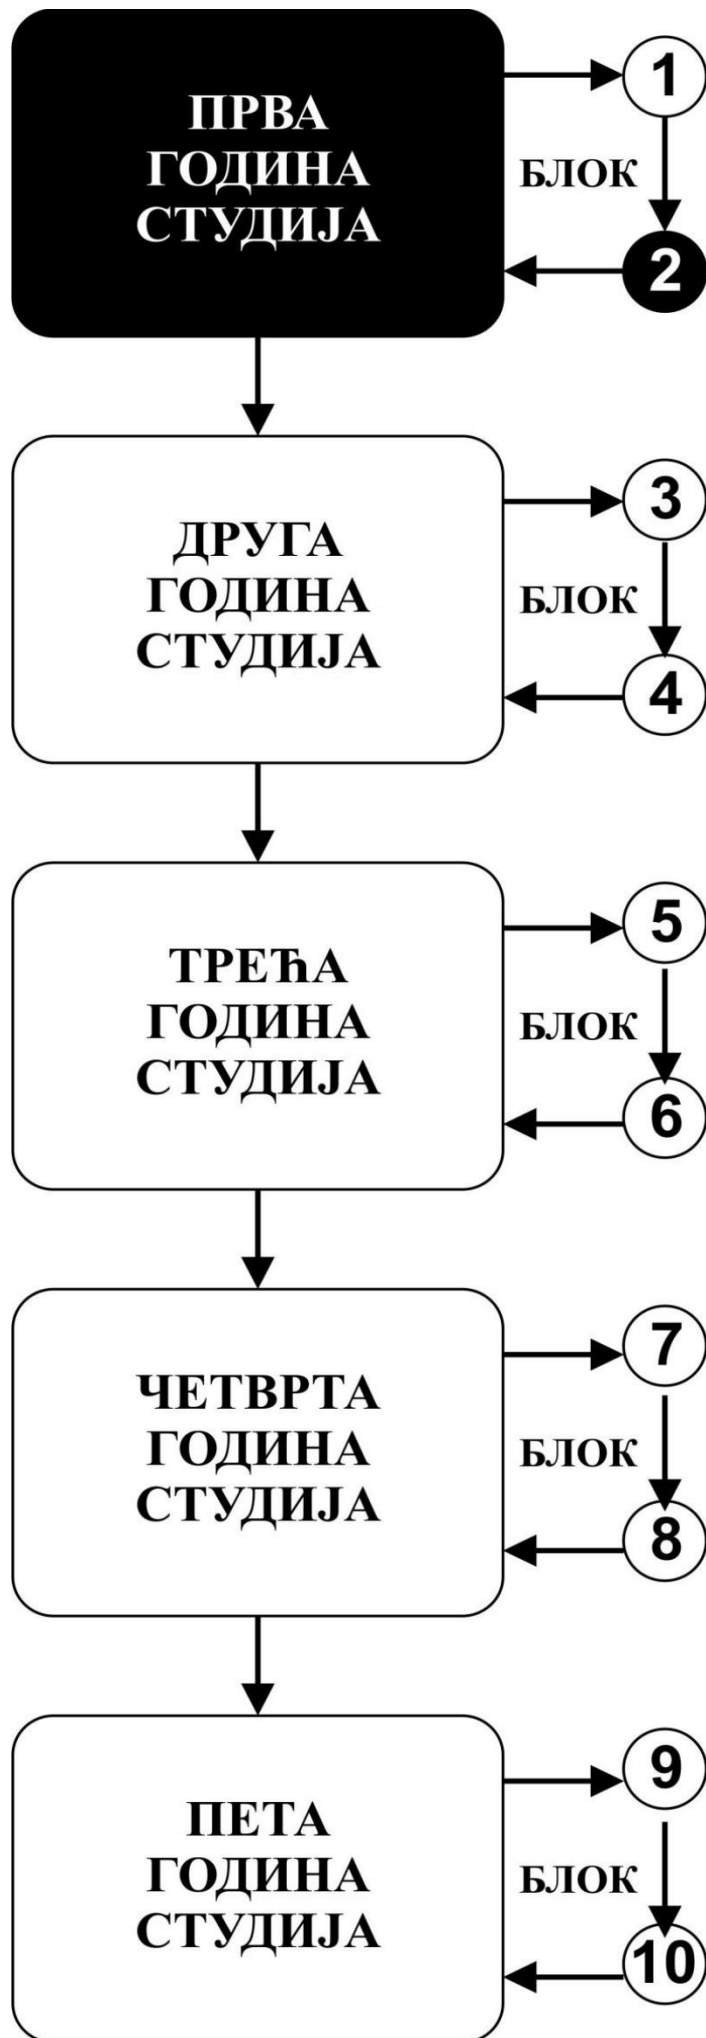 ПРВА
ГОДИНА
СТУДИЈА
1
БЛОК
2
ДРУГА
ГОДИНА
СТУДИЈА
3
БЛОК
4
ТРЕЋА
ГОДИНА
СТУДИЈА
5
БЛОК
6
ЧЕТВРТА
ГОДИНА
СТУДИЈА
7
БЛОК
8
ПЕТА
ГОДИНА
СТУДИЈА
9
БЛОК
10